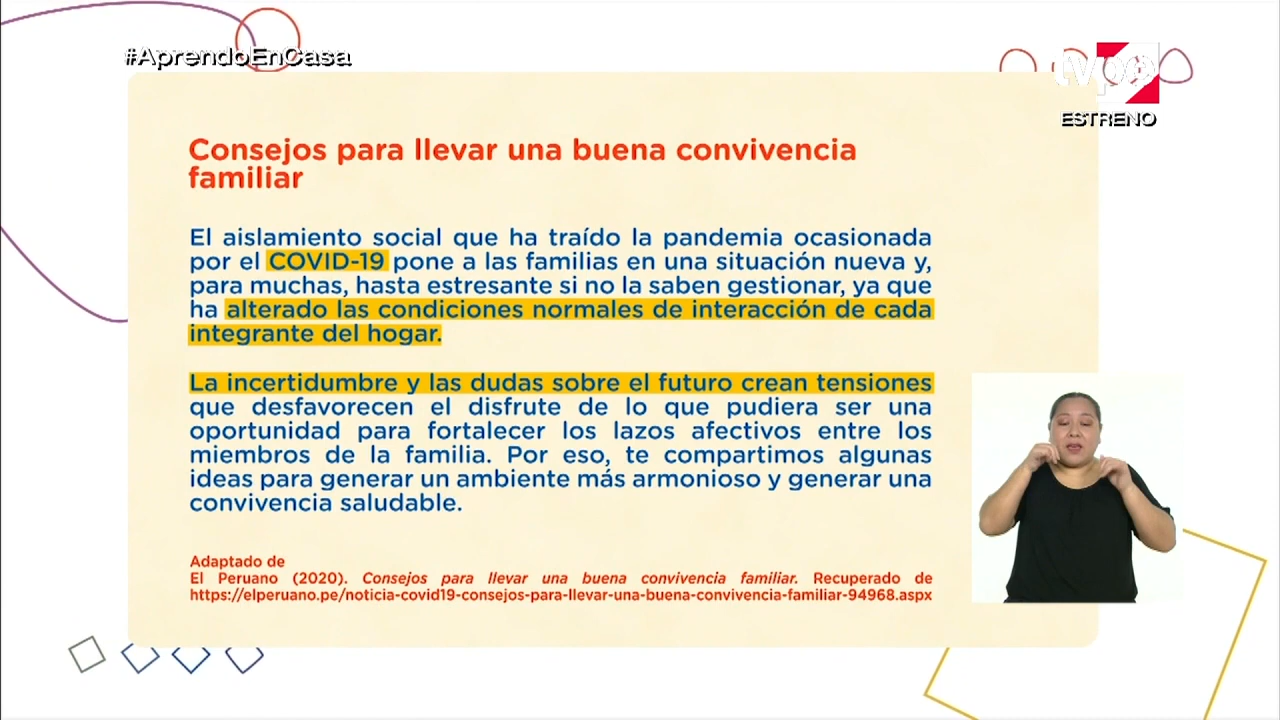 #AprendoEnCasa
tvpe
ESTRENO
Consejos para llevar una buena convivencia
familiar
El aislamiento social que ha traído la pandemia ocasionada
por el COVID-19 pone a las familias en una situación nueva y,
para muchas, hasta estresante si no la saben gestionar, ya que
ha alterado las condiciones normales de interacción de cada
integrante del hogar.
La incertidumbre y las dudas sobre el futuro crean tensiones
que desfavorecen el disfrute de lo que pudiera ser una
oportunidad para fortalecer los lazos afectivos entre los
miembros de la familia. Por eso, te compartimos algunas
ideas para generar un ambiente más armonioso y generar una
convivencia saludable.
Adaptado de
El Peruano (2020). Consejos para llevar una buena convivencia familiar. Recuperado de
https://elperuano.pe/noticia-covid19-consejos-para-llevar-una-buena-convivencia-familiar-94968.aspx